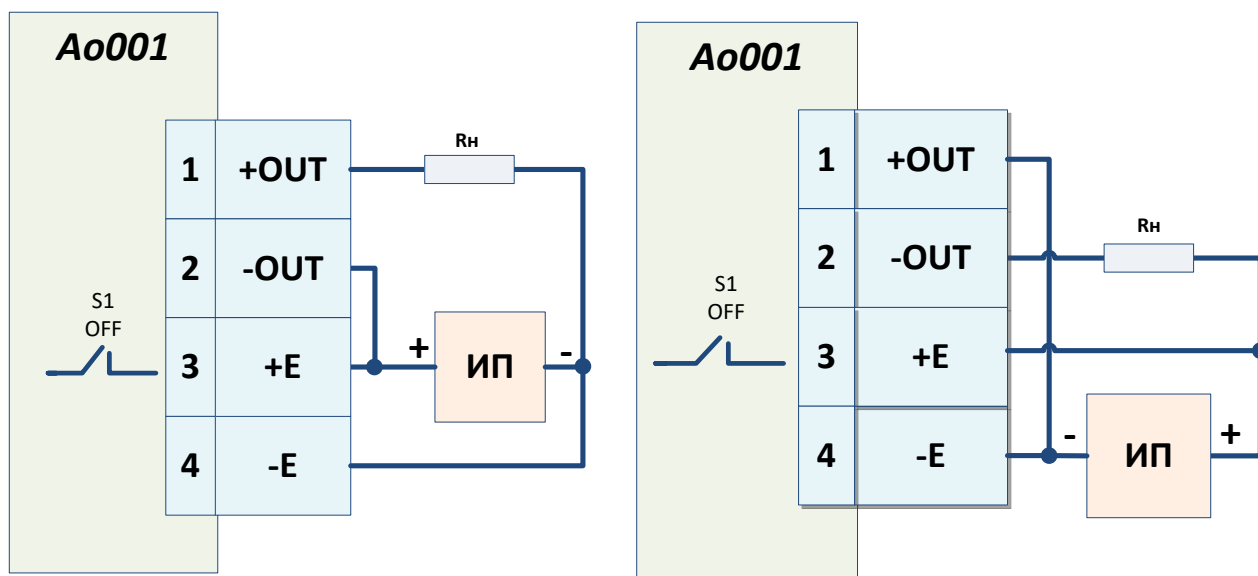 Ao001
1 +OUT
Rн
2 -OUT
S1
OFF
3 +E
+ ИП -
4 -E
Ao001
1 +OUT
2 -OUT
Rн
S1
OFF
3 +E
4 -E
- ИП +